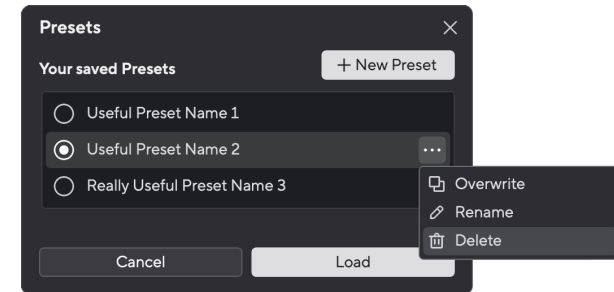 Presets
Your saved Presets
New Preset
Useful Preset Name 1
Useful Preset Name 2
Really Useful Preset Name 3
Overwrite
Rename
Delete
Cancel
Load